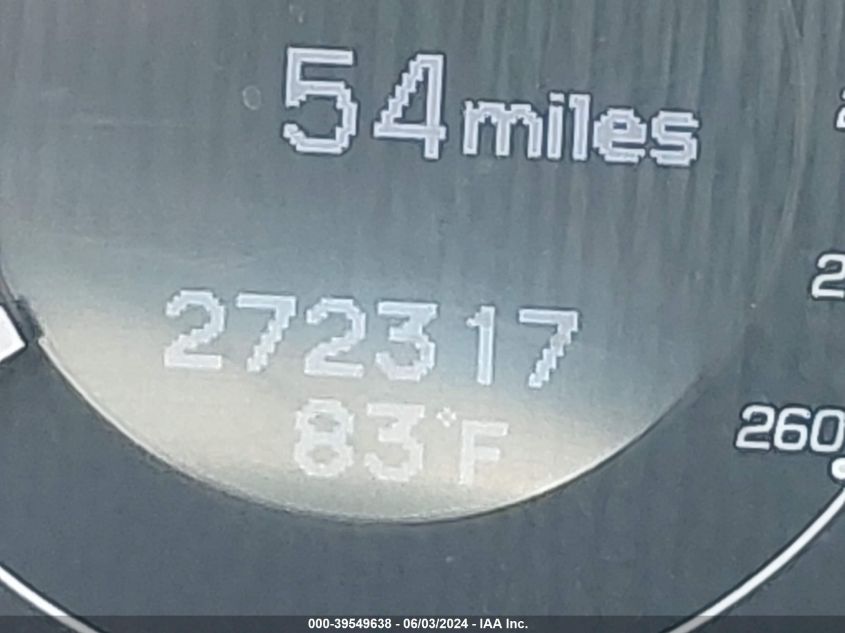 54 miles
272317
83°F
260
000-39549638 - 06/03/2024 - IAA Inc.